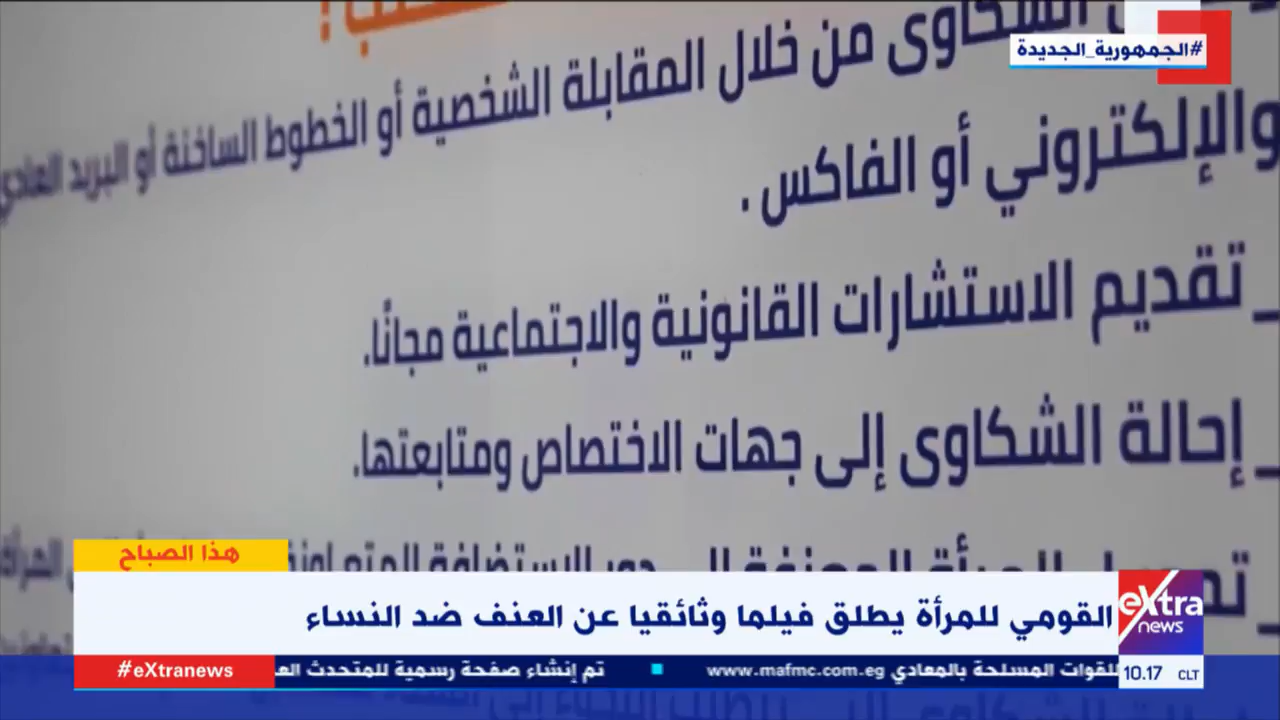 #الجمهورية_الجديدة
الشكاوى من خلال المقابلة الشخصية أو الخطوط الساخنة أو البريد العادي
والإلكتروني أو الفاكس .
_ تقديم الاستشارات القانونية والاجتماعية مجانًا.
_ إحالة الشكاوى إلى جهات الاختصاص ومتابعتها.
هذا الصباح
القومي للمرأة يطلق فيلما وثائقيا عن العنف ضد النساء
eXtra
news
للقوات المسلحة بالمعادي www.mafmc.com.eg
تم إنشاء صفحة رسمية للمتحدث
#eXtranews
10.17 CLT